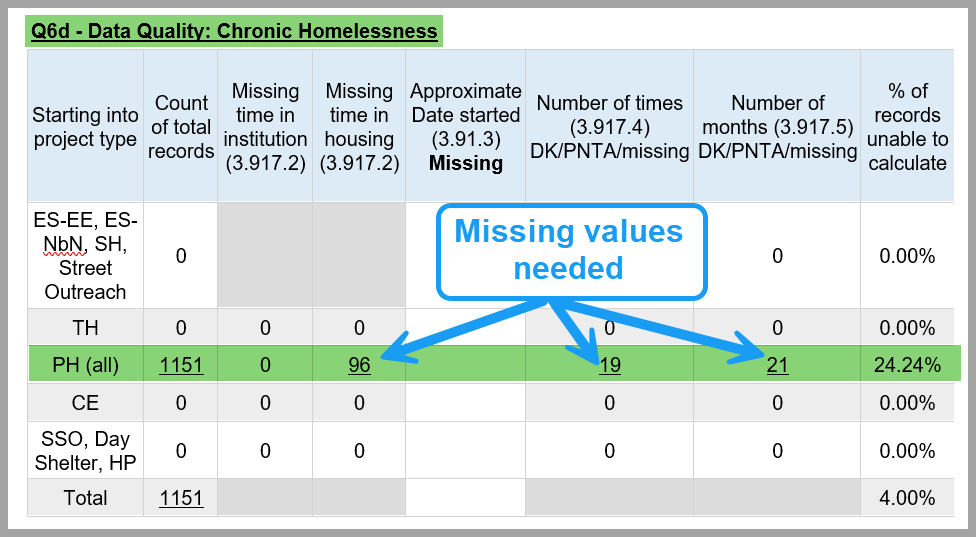 Q6d - Data Quality: Chronic Homelessness
Starting into
project type
Count
of total
records
Missing
time in
institution
(3.917.2)
Missing
time in
housing
(3.917.2)
Approximate
Date started
(3.91.3)
Missing
Number of times
(3.917.4)
DK/PNTA/missing
Number of
months (3.917.5)
DK/PNTA/missing
% of
records
unable to
calculate
ES-EE, ES-
NbN, SH,
Street
Outreach
0
0
0.00%
Missing values
needed
TH
0
0
0
0
0
0.00%
PH (all)
1151
0
96
19
21
24.24%
CE
0
0
0
0
0
0.00%
SSO, Day
Shelter, HP
0
0
0
0
0
0.00%
Total
1151
4.00%